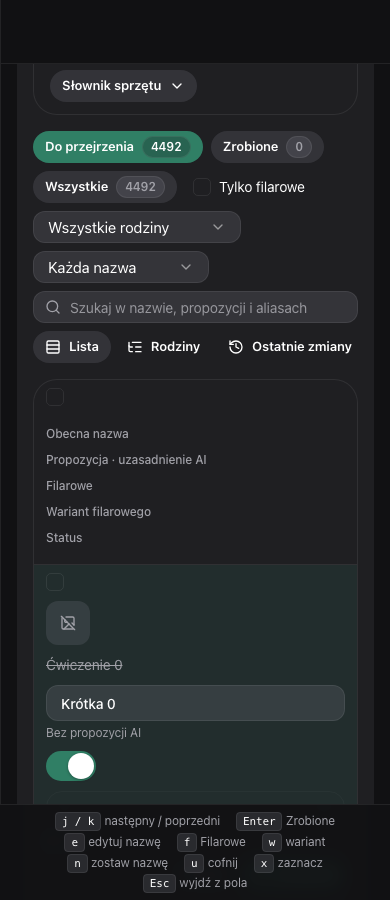 Słownik sprzętu
Do przejrzenia 4492 Zrobione 0
Wszystkie 4492 Tylko filarowe
Wszystkie rodziny
Każda nazwa
Szukaj w nazwie, propozycji i aliasach
Lista Rodziny Ostatnie zmiany
Obecna nazwa
Propozycja · uzasadnienie AI
Filarowe
Wariant filarowego
Status
Ćwiczenie 0
Krótka 0
Bez propozycji AI
j / k następny / poprzedni Enter Zrobione
e edytuj nazwę f Filarowe w wariant
n zostaw nazwę u cofnij x zaznacz
Esc wyjdź z pola